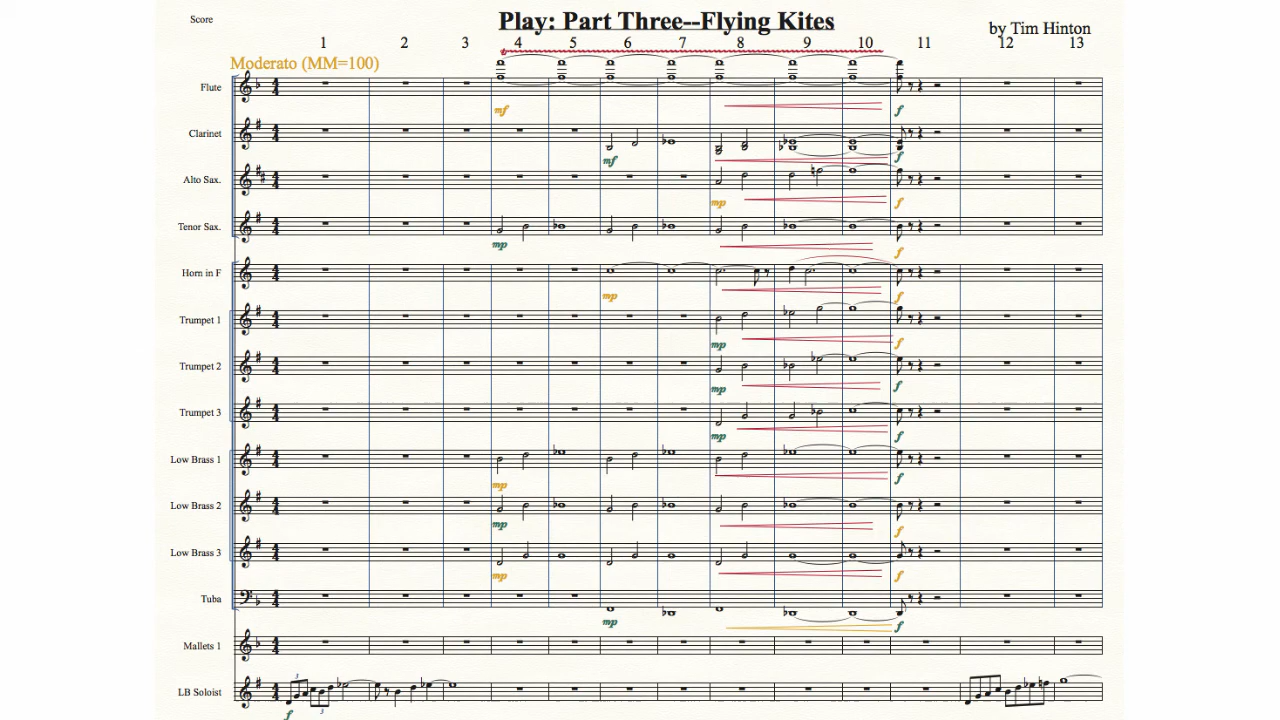 Score
Play: Part Three--Flying Kites
by Tim Hinton
1 2 3 4 5 6 7 8 9 10 11 12 13
Moderato (MM=100)
Flute
mf f
Clarinet
mf f
Alto Sax.
mp f
Tenor Sax.
mp f
Horn in F
mp f
Trumpet 1
mp f
Trumpet 2
mp f
Trumpet 3
mp f
Low Brass 1
mp f
Low Brass 2
mp f
Low Brass 3
mp f
Tuba
mp f
Mallets 1
LB Soloist
3 3
f